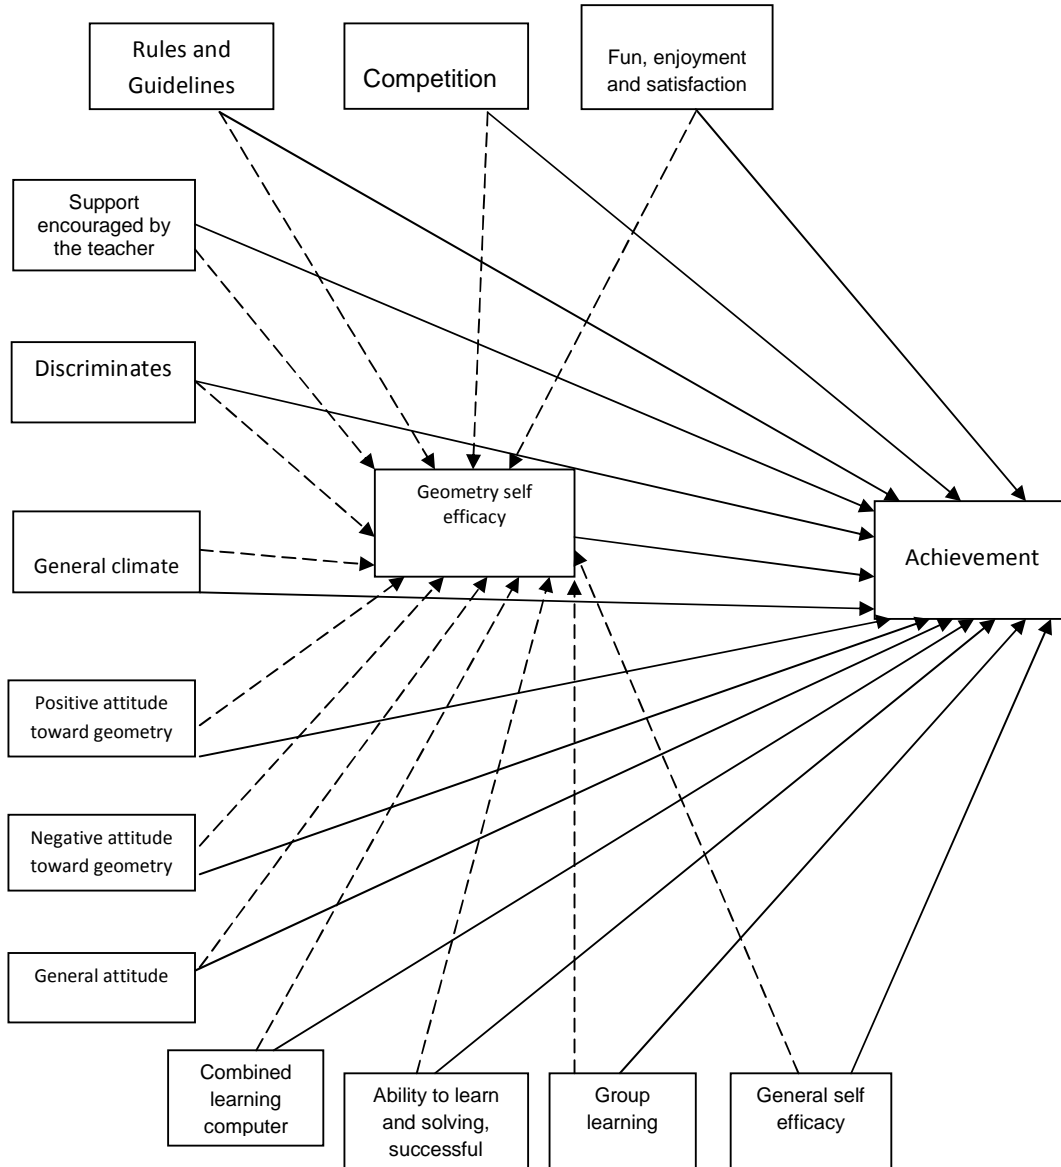 Rules and
Guidelines
Competition
Fun, enjoyment
and satisfaction
Support
encouraged by
the teacher
Discriminates
Geometry self
efficacy
Achievement
General climate
Positive attitude
toward geometry
Negative attitude
toward geometry
General attitude
Combined
learning
computer
Ability to learn
and solving,
successful
Group
learning
General self
efficacy